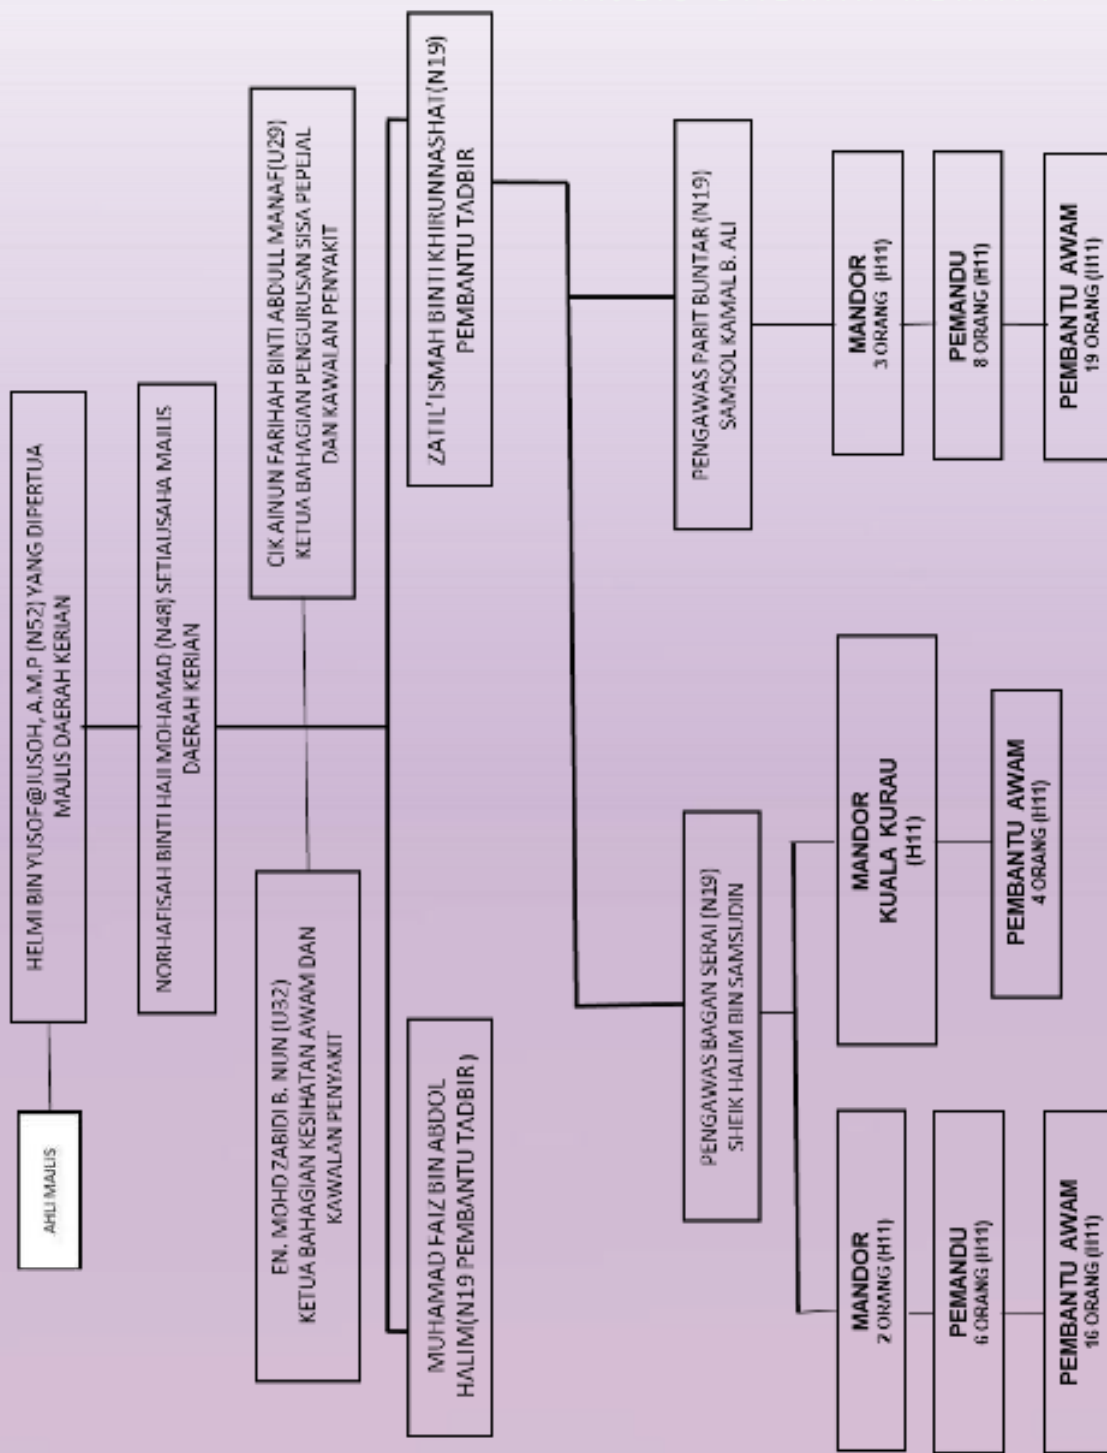 AHLI MAJLIS
HELMI BIN YUSOF@JUSOH, A.M.P (N52) YANG DIPERTUA
MAJLIS DAERAH KERIAN
NORHAFISAH BINTI HAJI MOHAMAD (N48) SETIAUSAHA MAJLIS
DAERAH KERIAN
EN. MOHD ZABIDI B. NUN (U32)
KETUA BAHAGIAN KESIHATAN AWAM DAN
KAWALAN PENYAKIT
CIK AINUN FARIHAH BINTI ABDULL MANAF(U29)
KETUA BAHAGIAN PENGURUSAN SISA PEPEJAL
DAN KAWALAN PENYAKIT
MUHAMAD FAIZ BIN ABDOL
HALIM(N19 PEMBANTU TADBIR)
ZATIL'ISMAH BINTI KHIRUNNASHAT(N19)
PEMBANTU TADBIR
PENGAWAS BAGAN SERAI (N19)
SHEIK HALIM BIN SAMSUDIN
PENGAWAS PARIT BUNTAR (N19)
SAMSOL KAMAL B. ALI
MANDOR
2 ORANG (H11)
MANDOR
KUALA KURAU
(H11)
MANDOR
3 ORANG (H11)
PEMANDU
6 ORANG (H11)
PEMBANTU AWAM
4 ORANG (H11)
PEMANDU
8 ORANG (H11)
PEMBANTU AWAM
16 ORANG (H11)
PEMBANTU AWAM
19 ORANG (H11)